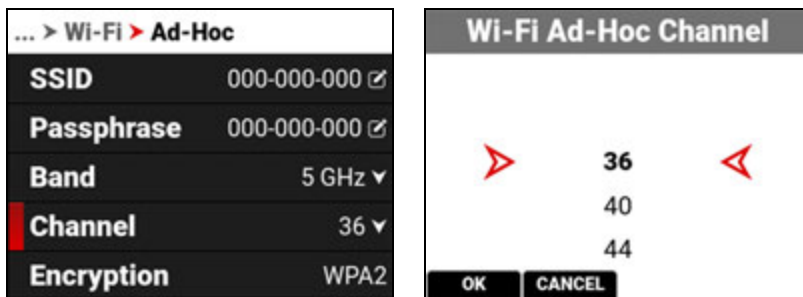 ... > Wi-Fi > Ad-Hoc
SSID 000-000-000
Passphrase 000-000-000
Band 5 GHz
Channel 36
Encryption WPA2
Wi-Fi Ad-Hoc Channel
36
40
44
OK CANCEL